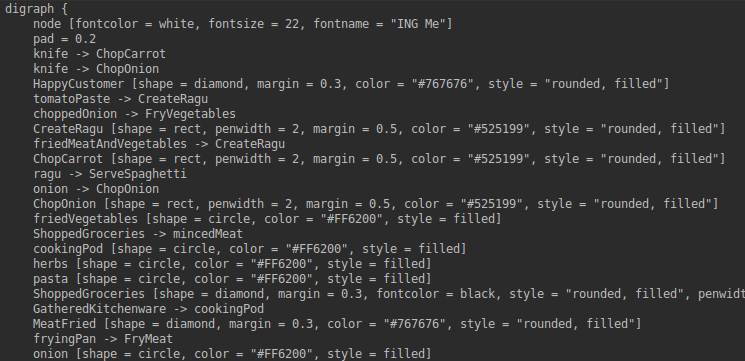 digraph {
    node [fontcolor = white, fontsize = 22, fontname = "ING Me"]
    pad = 0.2
    knife -> ChopCarrot
    knife -> ChopOnion
    HappyCustomer [shape = diamond, margin = 0.3, color = "#767676", style = "rounded, filled"]
    tomatoPaste -> CreateRagu
    choppedOnion -> FryVegetables
    CreateRagu [shape = rect, penwidth = 2, margin = 0.5, color = "#525199", style = "rounded, filled"]
    friedMeatAndVegetables -> CreateRagu
    ChopCarrot [shape = rect, penwidth = 2, margin = 0.5, color = "#525199", style = "rounded, filled"]
    ragu -> ServeSpaghetti
    onion -> ChopOnion
    ChopOnion [shape = rect, penwidth = 2, margin = 0.5, color = "#525199", style = "rounded, filled"]
    friedVegetables [shape = circle, color = "#FF6200", style = filled]
    ShoppedGroceries -> mincedMeat
    cookingPod [shape = circle, color = "#FF6200", style = filled]
    herbs [shape = circle, color = "#FF6200", style = filled]
    pasta [shape = circle, color = "#FF6200", style = filled]
    ShoppedGroceries [shape = diamond, margin = 0.3, fontcolor = black, style = "rounded, filled", penwidt
    GatheredKitchenware -> cookingPod
    MeatFried [shape = diamond, margin = 0.3, color = "#767676", style = "rounded, filled"]
    fryingPan -> FryMeat
    onion [shape = circle, color = "#FF6200", style = filled]